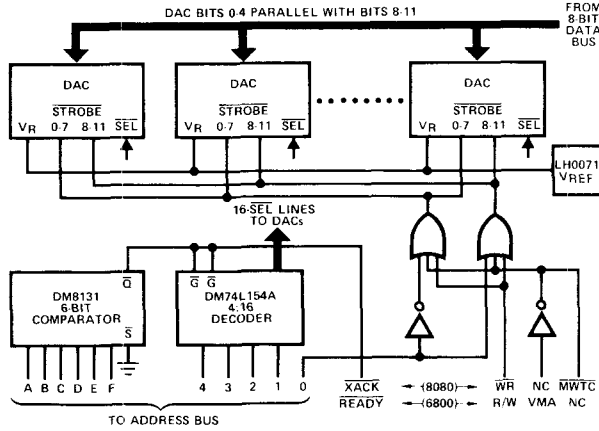 DAC BITS 0-4 PARALLEL WITH BITS 8-11
FROM
8-BIT
DATA
BUS
DAC
STROBE
VR 0-7 8-11 SEL
DAC
STROBE
VR 0-7 8-11 SEL
DAC
STROBE
VR 0-7 8-11 SEL
LH0071
VREF
16-SEL LINES
TO DACs
Q
DM8131
6-BIT
COMPARATOR
S
G G
DM74L154A
4:16
DECODER
A B C D E F
4 3 2 1 0
TO ADDRESS BUS
XACK (8080) WR NC MWTC
READY (6800) R/W VMA NC